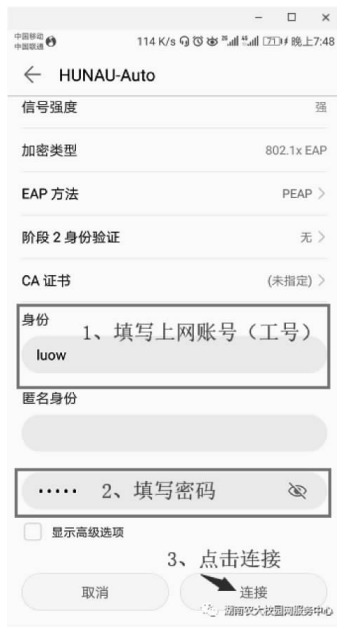 中国移动
中国联通
114 K/s 71 晚上7:48
HUNAU-Auto
信号强度 强
加密类型 802.1x EAP
EAP 方法 PEAP
阶段 2 身份验证 无
CA 证书 (未指定)
身份
1、填写上网账号（工号）
luow
匿名身份
••••• 2、填写密码
显示高级选项
3、点击连接
取消 连接
湖南农大校园网服务中心